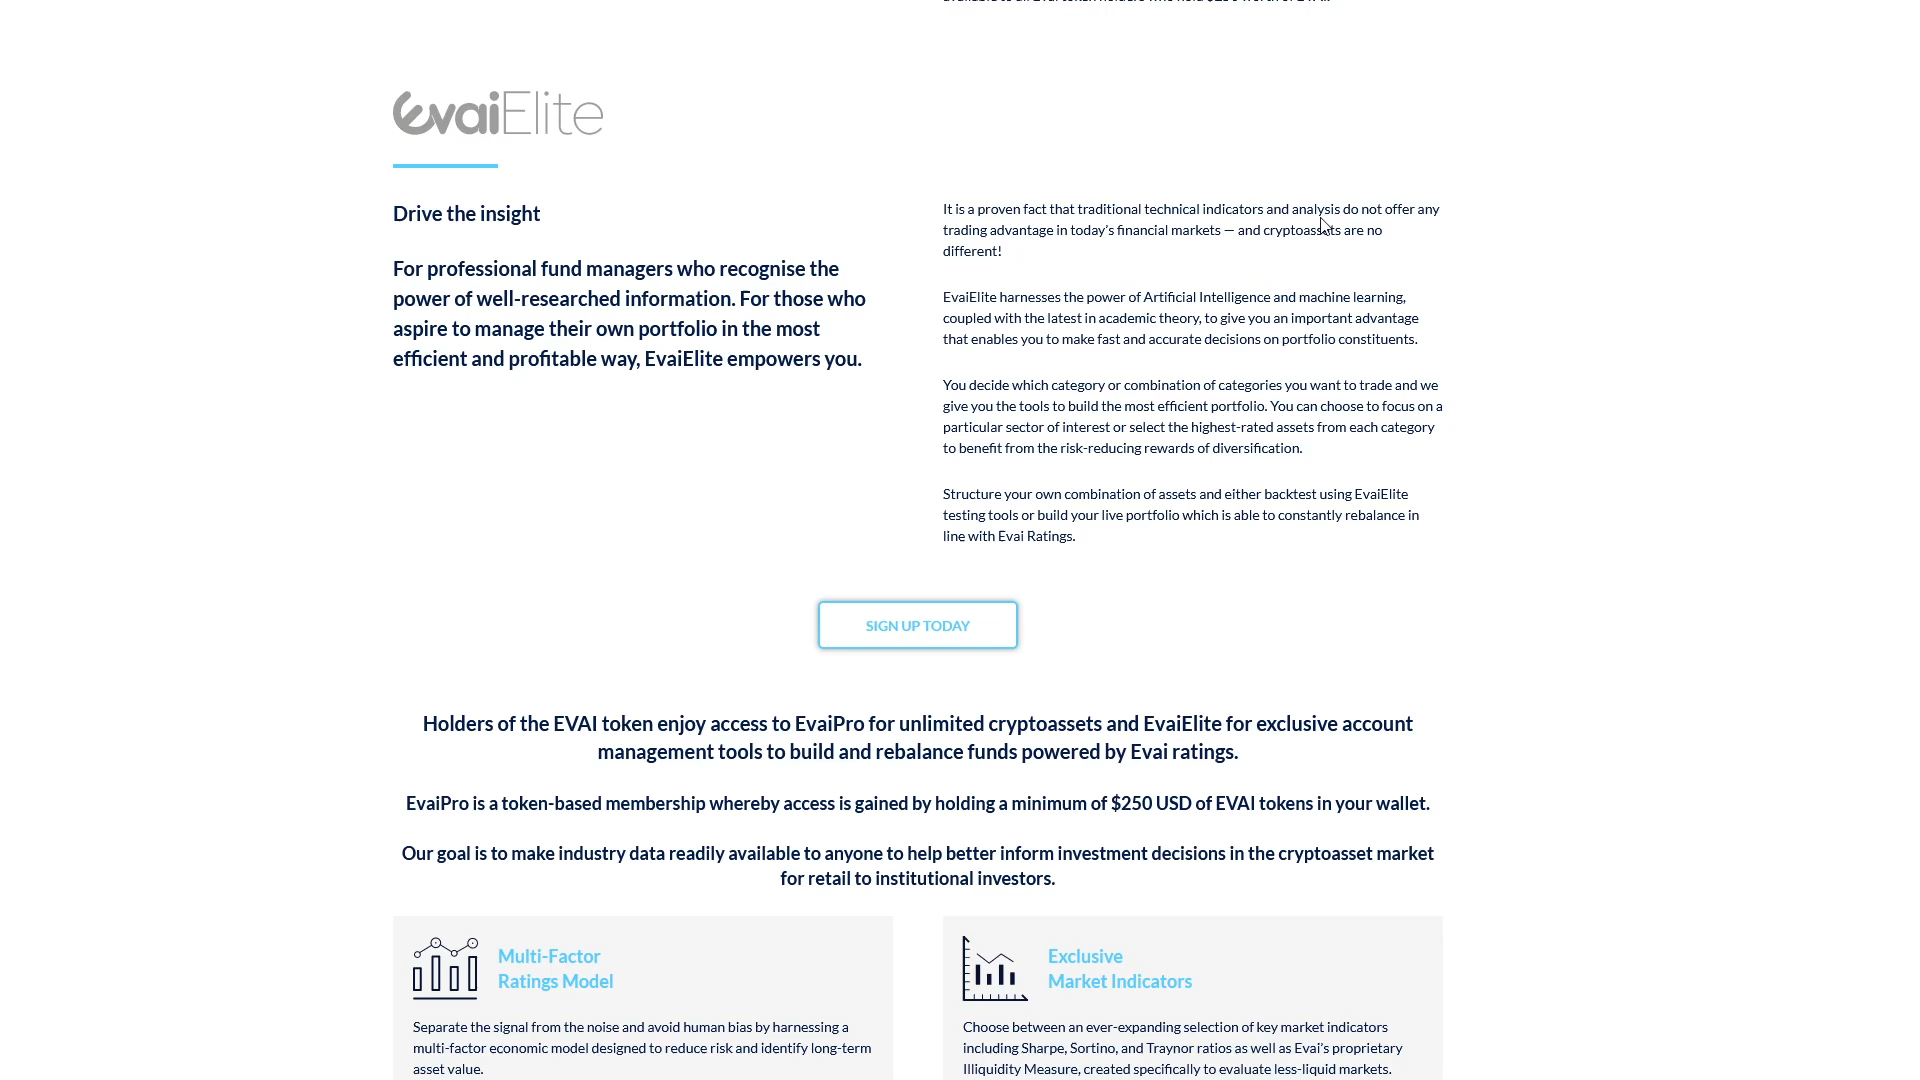 available to all Evai token holders who hold $250 worth of EVAI.
EvaiElite
Drive the insight
For professional fund managers who recognise the
power of well-researched information. For those who
aspire to manage their own portfolio in the most
efficient and profitable way, EvaiElite empowers you.
It is a proven fact that traditional technical indicators and analysis do not offer any
trading advantage in today's financial markets — and cryptoassets are no
different!
EvaiElite harnesses the power of Artificial Intelligence and machine learning,
coupled with the latest in academic theory, to give you an important advantage
that enables you to make fast and accurate decisions on portfolio constituents.
You decide which category or combination of categories you want to trade and we
give you the tools to build the most efficient portfolio. You can choose to focus on a
particular sector of interest or select the highest-rated assets from each category
to benefit from the risk-reducing rewards of diversification.
Structure your own combination of assets and either backtest using EvaiElite
testing tools or build your live portfolio which is able to constantly rebalance in
line with Evai Ratings.
SIGN UP TODAY
Holders of the EVAI token enjoy access to EvaiPro for unlimited cryptoassets and EvaiElite for exclusive account
management tools to build and rebalance funds powered by Evai ratings.
EvaiPro is a token-based membership whereby access is gained by holding a minimum of $250 USD of EVAI tokens in your wallet.
Our goal is to make industry data readily available to anyone to help better inform investment decisions in the cryptoasset market
for retail to institutional investors.
Multi-Factor
Ratings Model
Separate the signal from the noise and avoid human bias by harnessing a
multi-factor economic model designed to reduce risk and identify long-term
asset value.
Exclusive
Market Indicators
Choose between an ever-expanding selection of key market indicators
including Sharpe, Sortino, and Traynor ratios as well as Evai's proprietary
Illiquidity Measure, created specifically to evaluate less-liquid markets.